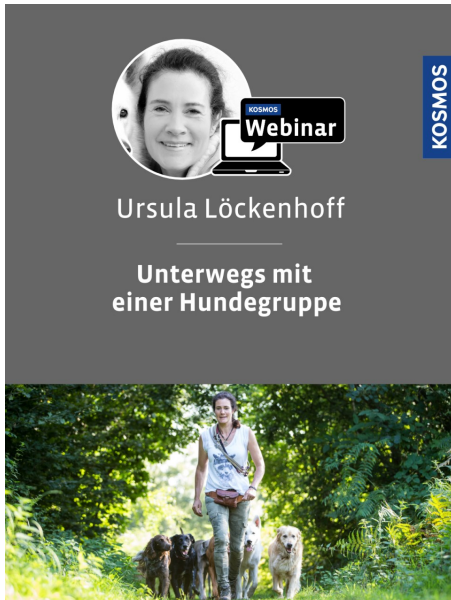 KOSMOS
Webinar
KOSMOS
Ursula Löckenhoff
Unterwegs mit
einer Hundegruppe